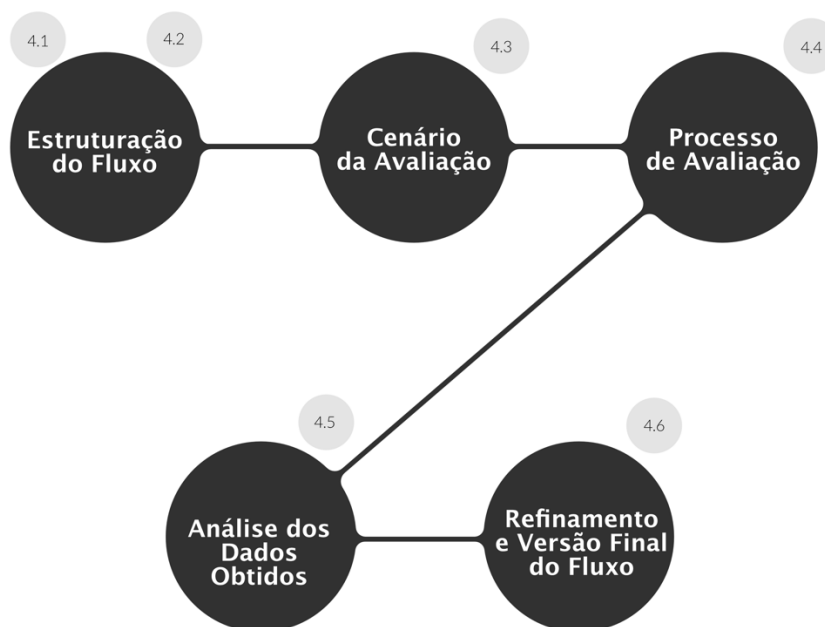 4.1
4.2
Estruturação
do Fluxo
4.3
Cenário
da Avaliação
4.4
Processo
de Avaliação
4.5
Análise dos
Dados
Obtidos
4.6
Refinamento
e Versão Final
do Fluxo